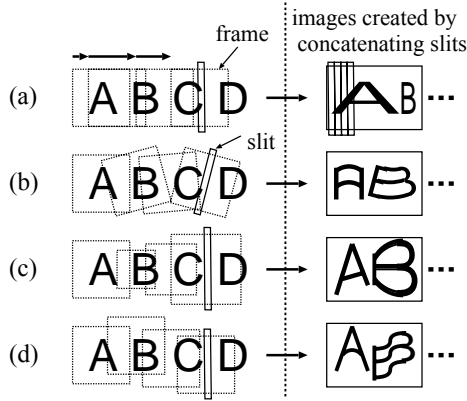 images created by
concatenating slits
frame
(a) A B C D A B ...
slit
(b) A B C D A B ...
(c) A B C D A B ...
(d) A B C D A B ...